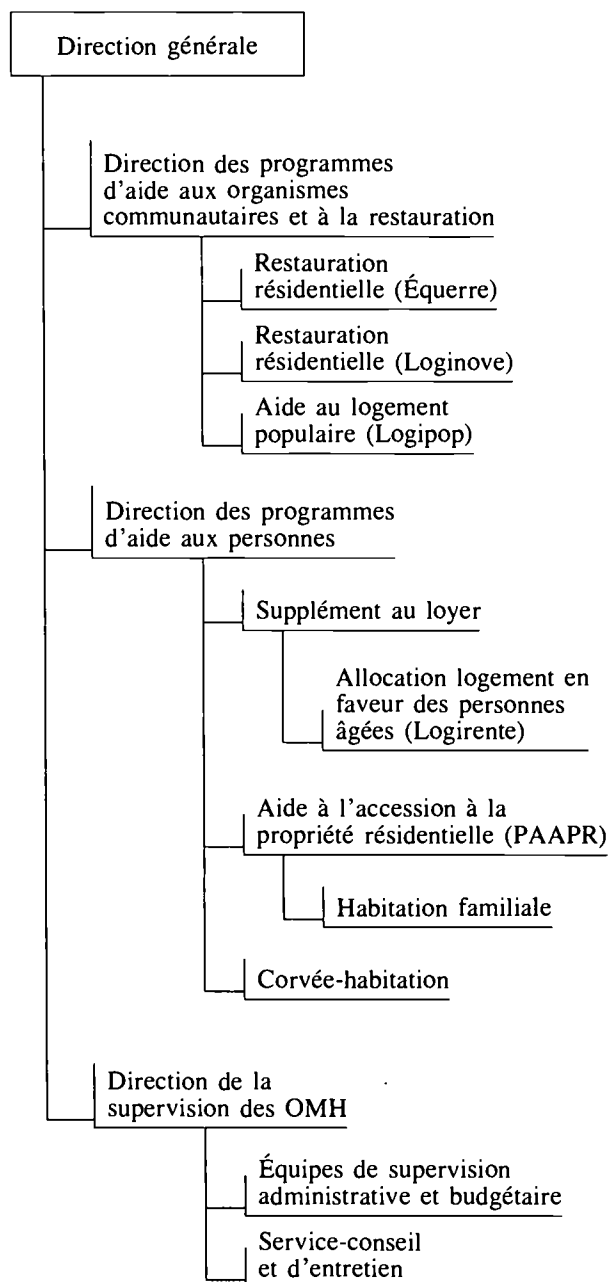 Direction générale
Direction des programmes
d'aide aux organismes
communautaires et à la restauration
Restauration
résidentielle (Équerre)
Restauration
résidentielle (Loginove)
Aide au logement
populaire (Logipop)
Direction des programmes
d'aide aux personnes
Supplément au loyer
Allocation logement en
faveur des personnes
âgées (Logirente)
Aide à l'accession à la
propriété résidentielle (PAAPR)
Habitation familiale
Corvée-habitation
Direction de la
supervision des OMH
Équipes de supervision
administrative et budgétaire
Service-conseil
et d'entretien